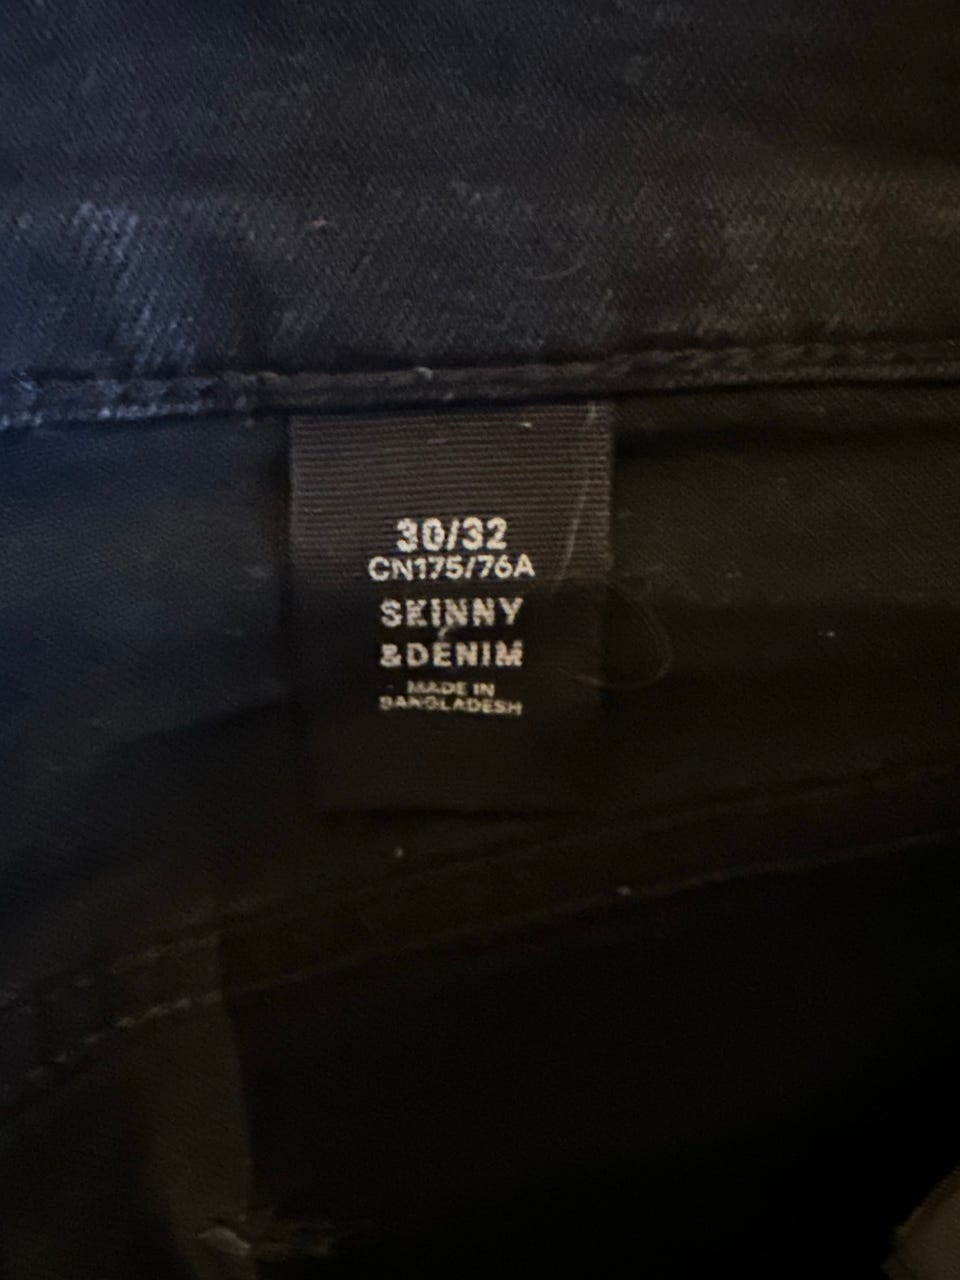 30/32
CN175/76A
SKINNY
&DENIM
MADE IN
BANGLADESH